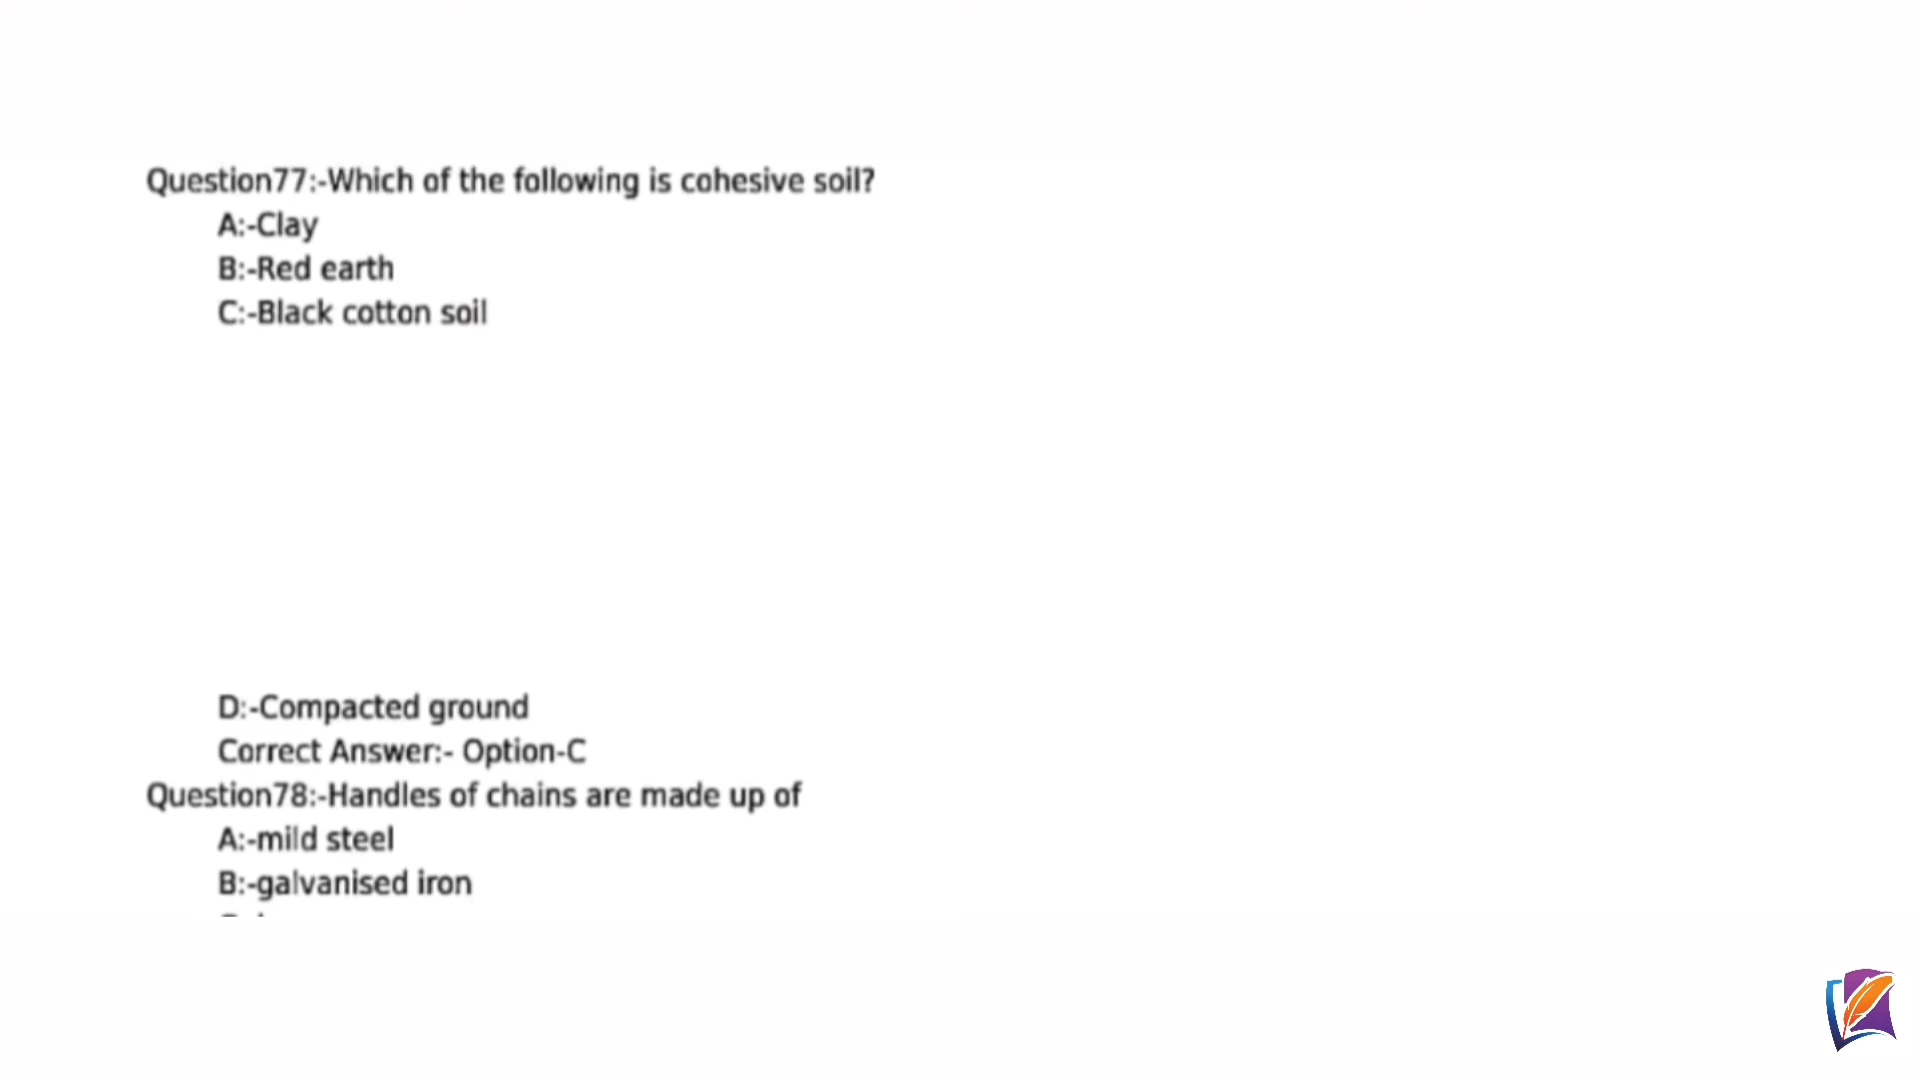 Question77:-Which of the following is cohesive soil?
A:-Clay
B:-Red earth
C:-Black cotton soil
D:-Compacted ground
Correct Answer:- Option-C
Question78:-Handles of chains are made up of
A:-mild steel
B:-galvanised iron